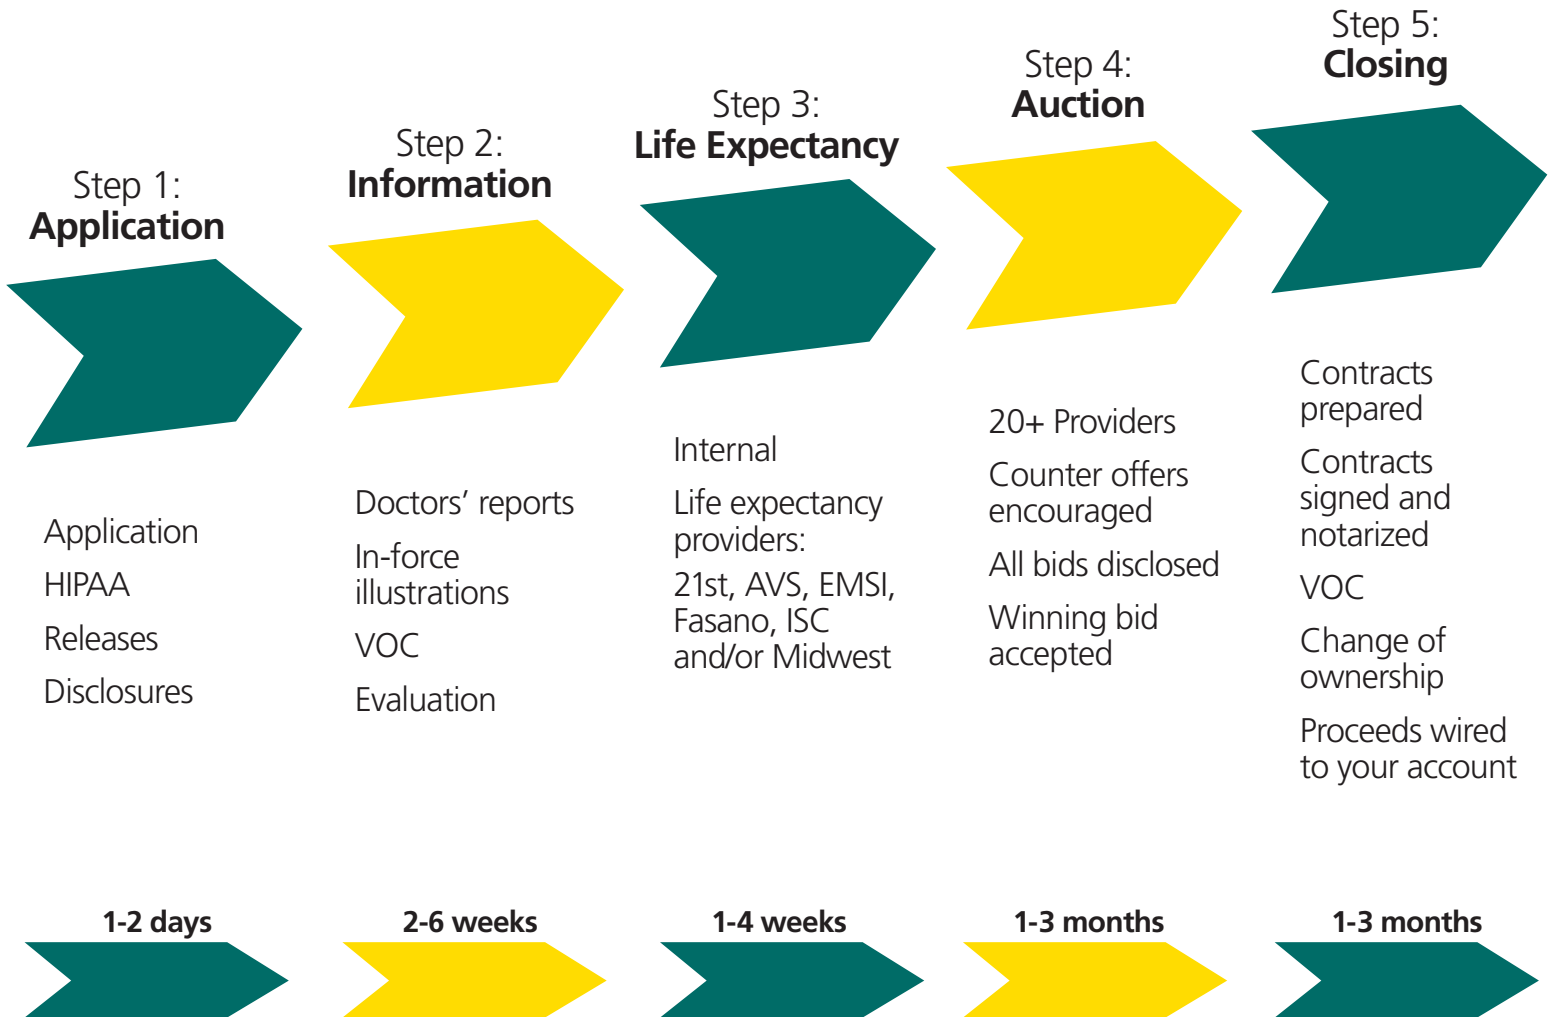 Step 1:
Application
Application
HIPAA
Releases
Disclosures
1-2 days
Step 2:
Information
Doctors’ reports
In-force
illustrations
VOC
Evaluation
2-6 weeks
Step 3:
Life Expectancy
Internal
Life expectancy
providers:
21st, AVS, EMSI,
Fasano, ISC
and/or Midwest
1-4 weeks
Step 4:
Auction
20+ Providers
Counter offers
encouraged
All bids disclosed
Winning bid
accepted
1-3 months
Step 5:
Closing
Contracts
prepared
Contracts
signed and
notarized
VOC
Change of
ownership
Proceeds wired
to your account
1-3 months